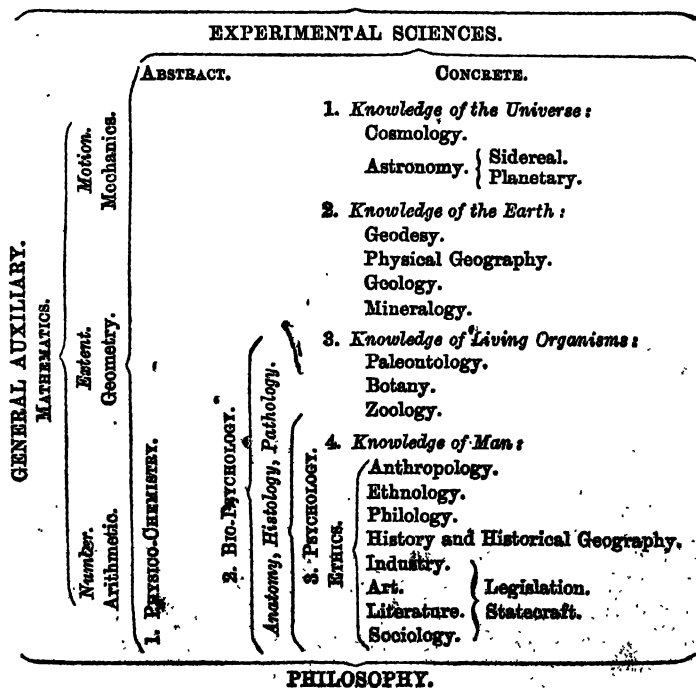 EXPERIMENTAL SCIENCES.
ABSTRACT.
CONCRETE.
GENERAL AUXILIARY.
MATHEMATICS.
Number.
Extent.
Motion.
Arithmetic.
Geometry.
Mechanics.
1. PHYSICO-CHEMISTRY.
2. BIO-PSYCHOLOGY.
Anatomy, Histology, Pathology.
3. PSYCHOLOGY.
ETHICS.
1. Knowledge of the Universe:
Cosmology.
Astronomy.
Sidereal.
Planetary.
2. Knowledge of the Earth:
Geodesy.
Physical Geography.
Geology.
Mineralogy.
3. Knowledge of Living Organisms:
Paleontology.
Botany.
Zoology.
4. Knowledge of Man:
Anthropology.
Ethnology.
Philology.
History and Historical Geography.
Industry.
Art.
Literature.
Sociology.
Legislation.
Statecraft.
PHILOSOPHY.